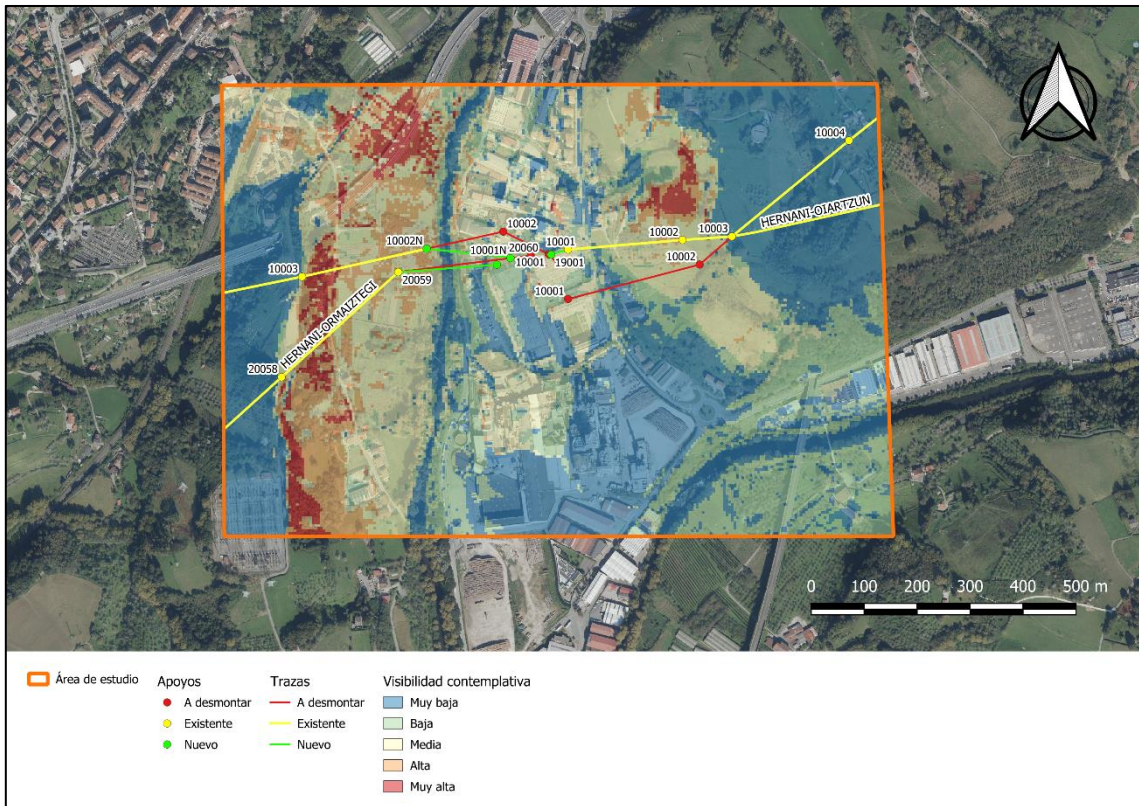 10004
HERNANI-OIARTZUN
10002
10003
10002
10001
10002N
10001N
20060
10001
19001
10002
10003
20059
10001
HERNANI-ORMAIZTEGI
20058
0 100 200 300 400 500 m
Área de estudio
Apoyos
A desmontar
Existente
Nuevo
Trazas
A desmontar
Existente
Nuevo
Visibilidad contemplativa
Muy baja
Baja
Media
Alta
Muy alta